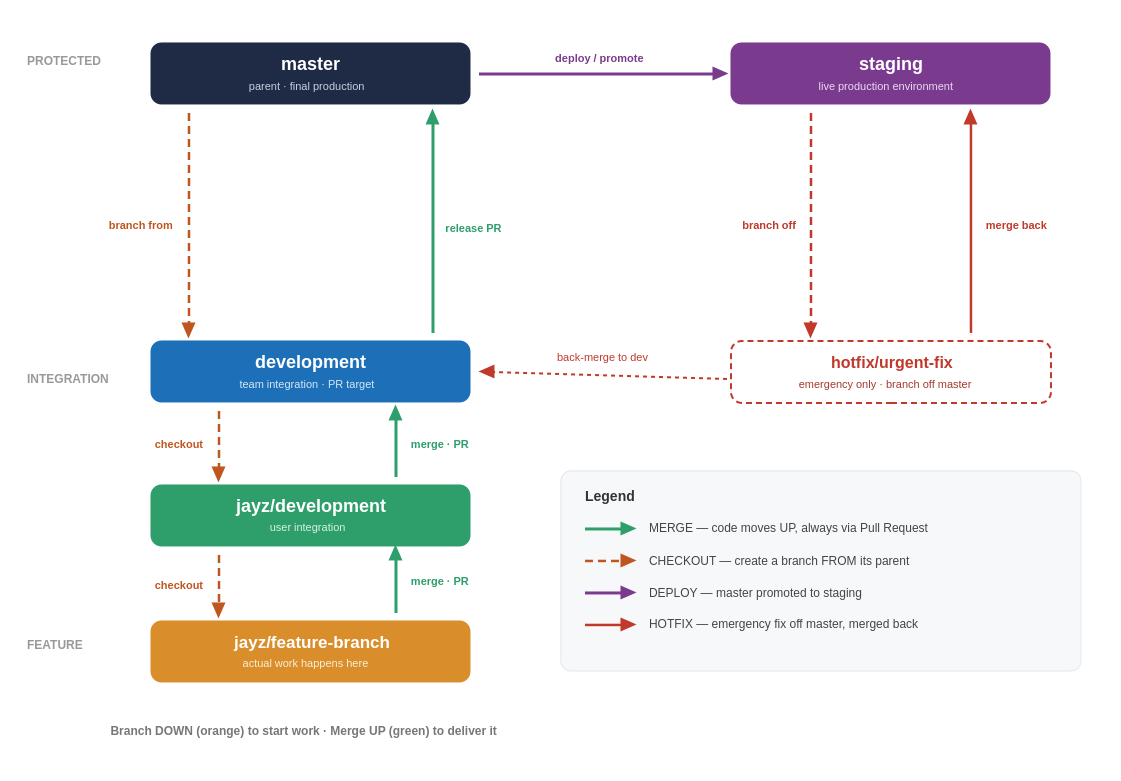 PROTECTED
master
parent · final production
deploy / promote
staging
live production environment
branch from
release PR
branch off
merge back
INTEGRATION
development
team integration · PR target
back-merge to dev
hotfix/urgent-fix
emergency only · branch off master
checkout
merge · PR
jayz/development
user integration
checkout
merge · PR
FEATURE
jayz/feature-branch
actual work happens here
Legend
MERGE — code moves UP, always via Pull Request
CHECKOUT — create a branch FROM its parent
DEPLOY — master promoted to staging
HOTFIX — emergency fix off master, merged back
Branch DOWN (orange) to start work · Merge UP (green) to deliver it